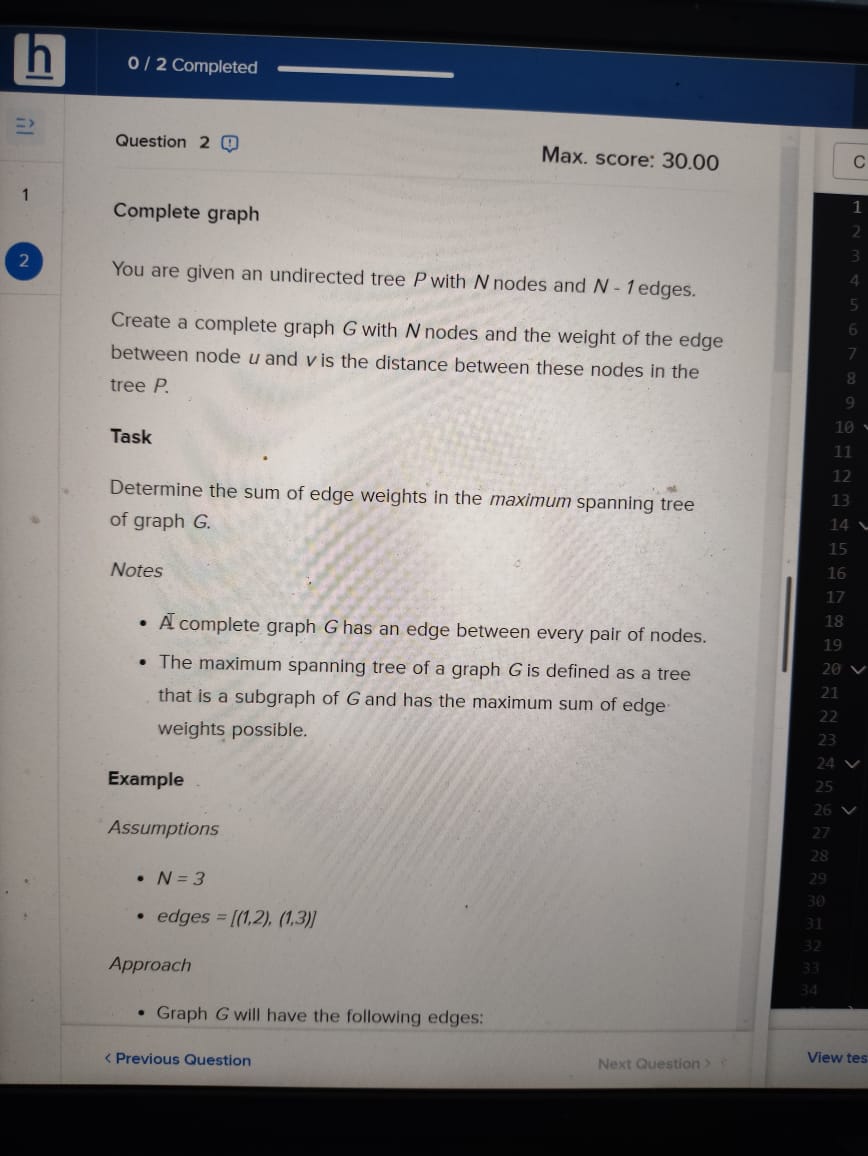 h
0 / 2 Completed
Question 2
Max. score: 30.00
C
1
2
Complete graph
You are given an undirected tree P with N nodes and N - 1 edges.
Create a complete graph G with N nodes and the weight of the edge
between node u and v is the distance between these nodes in the
tree P.
Task
Determine the sum of edge weights in the maximum spanning tree
of graph G.
Notes
• A complete graph G has an edge between every pair of nodes.
• The maximum spanning tree of a graph G is defined as a tree
that is a subgraph of G and has the maximum sum of edge
weights possible.
Example
Assumptions
• N = 3
• edges = [(1,2), (1,3)]
Approach
• Graph G will have the following edges:
< Previous Question
Next Question >
1
2
3
4
5
6
7
8
9
10
11
12
13
14
15
16
17
18
19
20
21
22
23
24
25
26
27
28
29
30
31
32
33
34
View tes